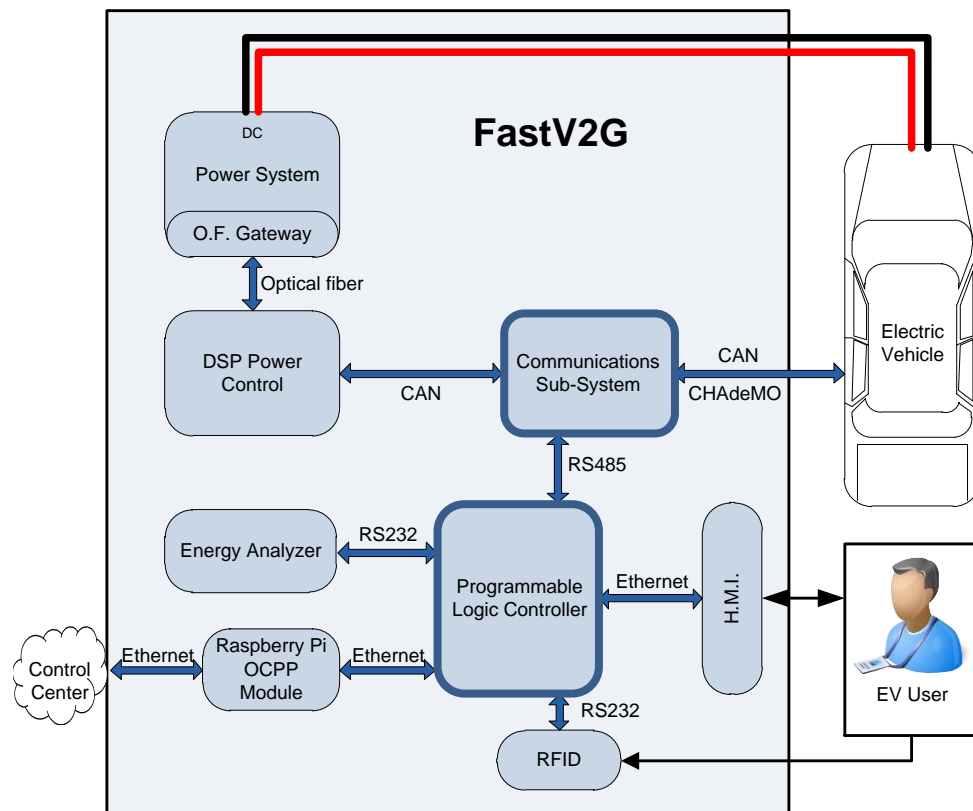 FastV2G
DC
Power System
O.F. Gateway
Optical fiber
DSP Power
Control
CAN
Communications
Sub-System
CAN
CHAdeMO
Electric
Vehicle
RS485
Energy Analyzer
RS232
Programmable
Logic Controller
Ethernet
H.M.I.
EV User
Control
Center
Ethernet
Raspberry Pi
OCPP
Module
Ethernet
RS232
RFID